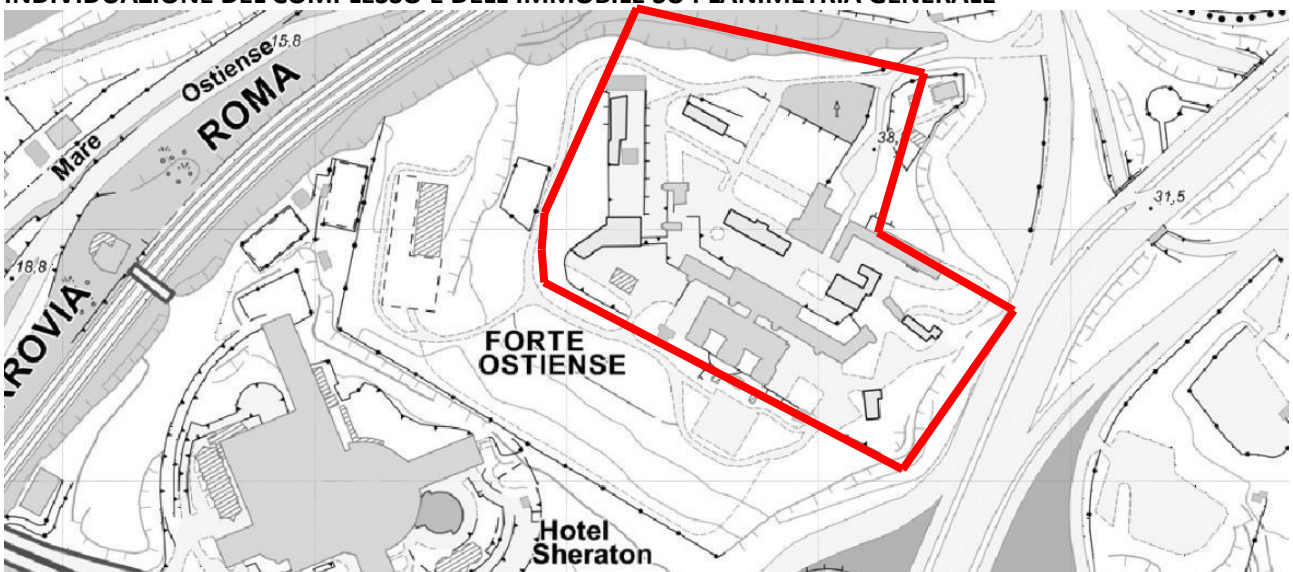 INDIVIDUAZIONE DEL COMPLESSO E DELL'IMMOBILE SU PLANIMETRIA GENERALE
15.8
Ostiense
ROMA
Mare
38,
31,5
18.8
ROVIA
FORTE
OSTIENSE
Hotel
Sheraton